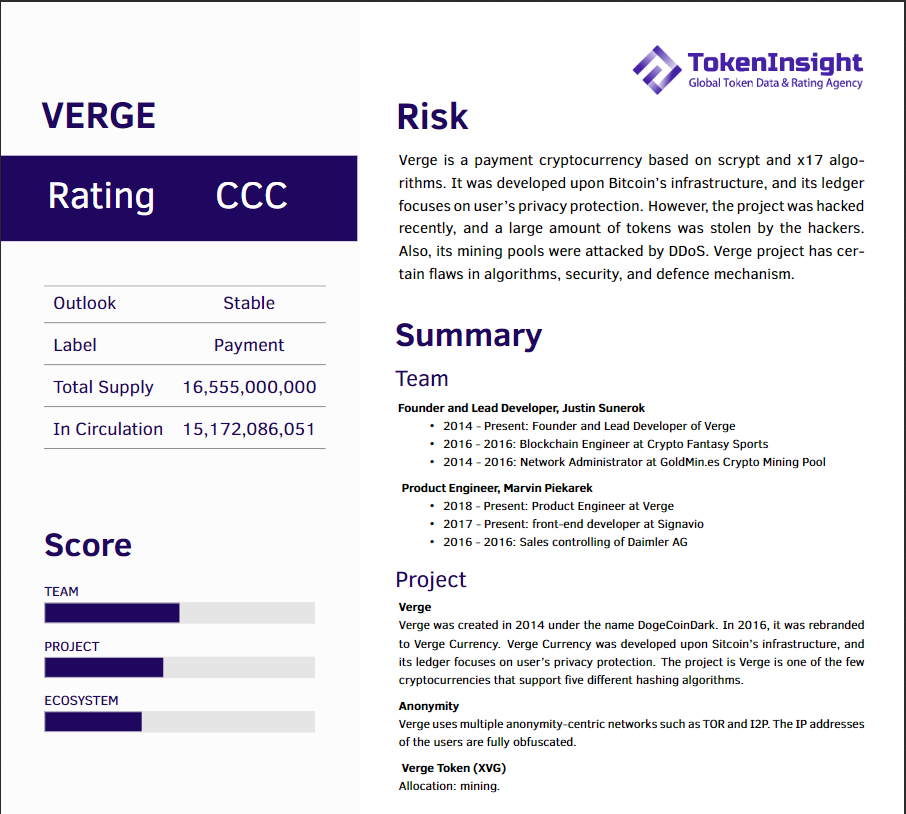 TokenInsight
Global Token Data & Rating Agency
VERGE
Rating CCC
Outlook Stable
Label Payment
Total Supply 16,555,000,000
In Circulation 15,172,086,051
Score
TEAM
PROJECT
ECOSYSTEM
Risk
Verge is a payment cryptocurrency based on scrypt and x17 algo-
rithms. It was developed upon Bitcoin's infrastructure, and its ledger
focuses on user's privacy protection. However, the project was hacked
recently, and a large amount of tokens was stolen by the hackers.
Also, its mining pools were attacked by DDoS. Verge project has cer-
tain flaws in algorithms, security, and defence mechanism.
Summary
Team
Founder and Lead Developer, Justin Sunerok
• 2014 - Present: Founder and Lead Developer of Verge
• 2016 - 2016: Blockchain Engineer at Crypto Fantasy Sports
• 2014 - 2016: Network Administrator at GoldMin.es Crypto Mining Pool
Product Engineer, Marvin Piekarek
• 2018 - Present: Product Engineer at Verge
• 2017 - Present: front-end developer at Signavio
• 2016 - 2016: Sales controlling of Daimler AG
Project
Verge
Verge was created in 2014 under the name DogeCoinDark. In 2016, it was rebranded
to Verge Currency. Verge Currency was developed upon Sitcoin's infrastructure, and
its ledger focuses on user's privacy protection. The project is Verge is one of the few
cryptocurrencies that support five different hashing algorithms.
Anonymity
Verge uses multiple anonymity-centric networks such as TOR and I2P. The IP addresses
of the users are fully obfuscated.
Verge Token (XVG)
Allocation: mining.